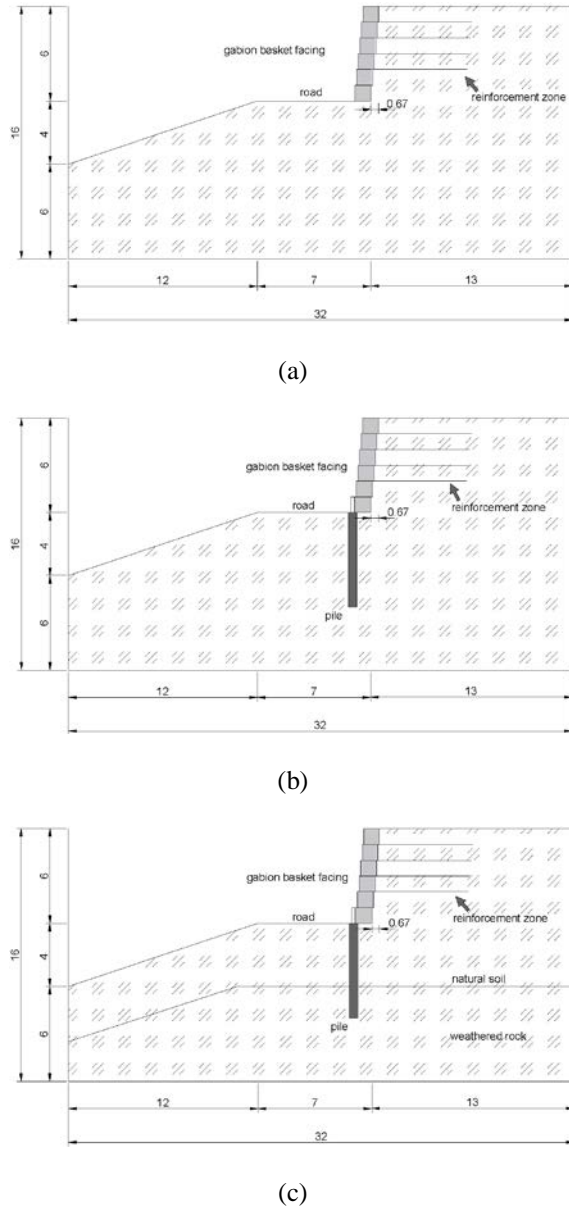 6
gabion basket facing
road
reinforcement zone
0.67
16
4
6
12
7
13
32
(a)
6
gabion basket facing
road
reinforcement zone
0.67
16
4
6
pile
12
7
13
32
(b)
6
gabion basket facing
road
reinforcement zone
0.67
16
4
natural soil
6
pile
weathered rock
12
7
13
32
(c)